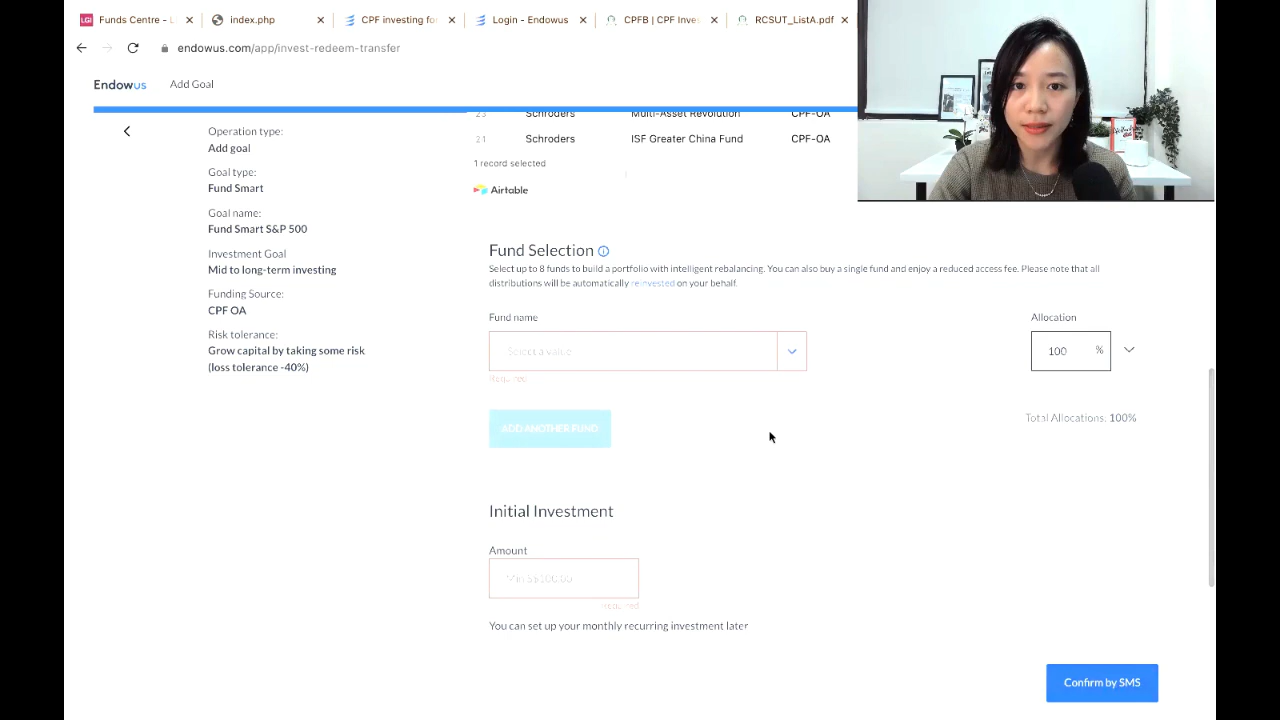 Funds Centre - L
index.php
CPF investing fo
Login - Endowus
CPFB | CPF Inve
RCSUT_ListA.pdf
endowus.com/app/invest-redeem-transfer
Endowus
Add Goal
Operation type:
Add goal
Goal type:
Fund Smart
Goal name:
Fund Smart S&P 500
Investment Goal
Mid to long-term investing
Funding Source:
CPF OA
Risk tolerance:
Grow capital by taking some risk
(loss tolerance -40%)
Schroders Multi-Asset Revolution CPF-OA
21 Schroders ISF Greater China Fund CPF-OA
1 record selected
Airtable
Fund Selection
Select up to 8 funds to build a portfolio with intelligent rebalancing. You can also buy a single fund and enjoy a reduced access fee. Please note that all
distributions will be automatically reinvested on your behalf.
Fund name
Allocation
Select a value
100 %
Required
ADD ANOTHER FUND
Total Allocations: 100%
Initial Investment
Amount
Min S$100.00
Required
You can set up your monthly recurring investment later
Confirm by SMS